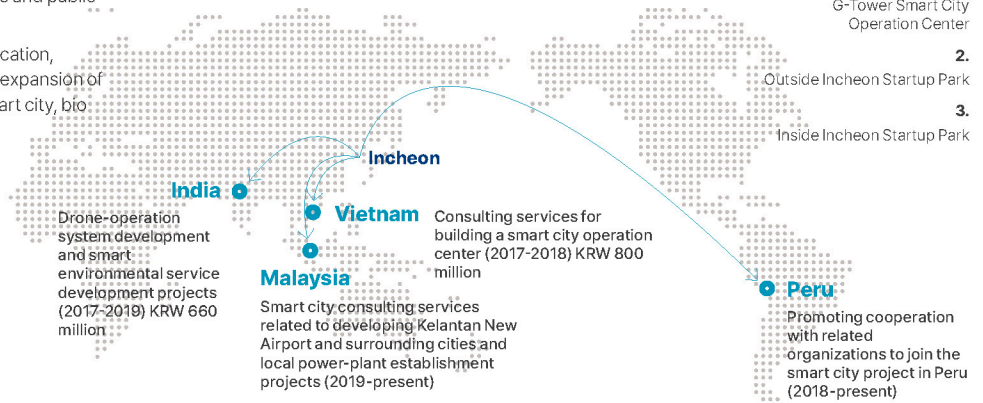 s and public
cation,
expansion of
art city, bio
G-Tower Smart City
Operation Center
2.
Outside Incheon Startup Park
3.
Inside Incheon Startup Park
Incheon
India
Drone-operation
system development
and smart
environmental service
development projects
(2017-2019) KRW 660
million
Vietnam
Consulting services for
building a smart city operation
center (2017-2018) KRW 800
million
Malaysia
Smart city consulting services
related to developing Kelantan New
Airport and surrounding cities and
local power-plant establishment
projects (2019-present)
Peru
Promoting cooperation
with related
organizations to join the
smart city project in Peru
(2018-present)